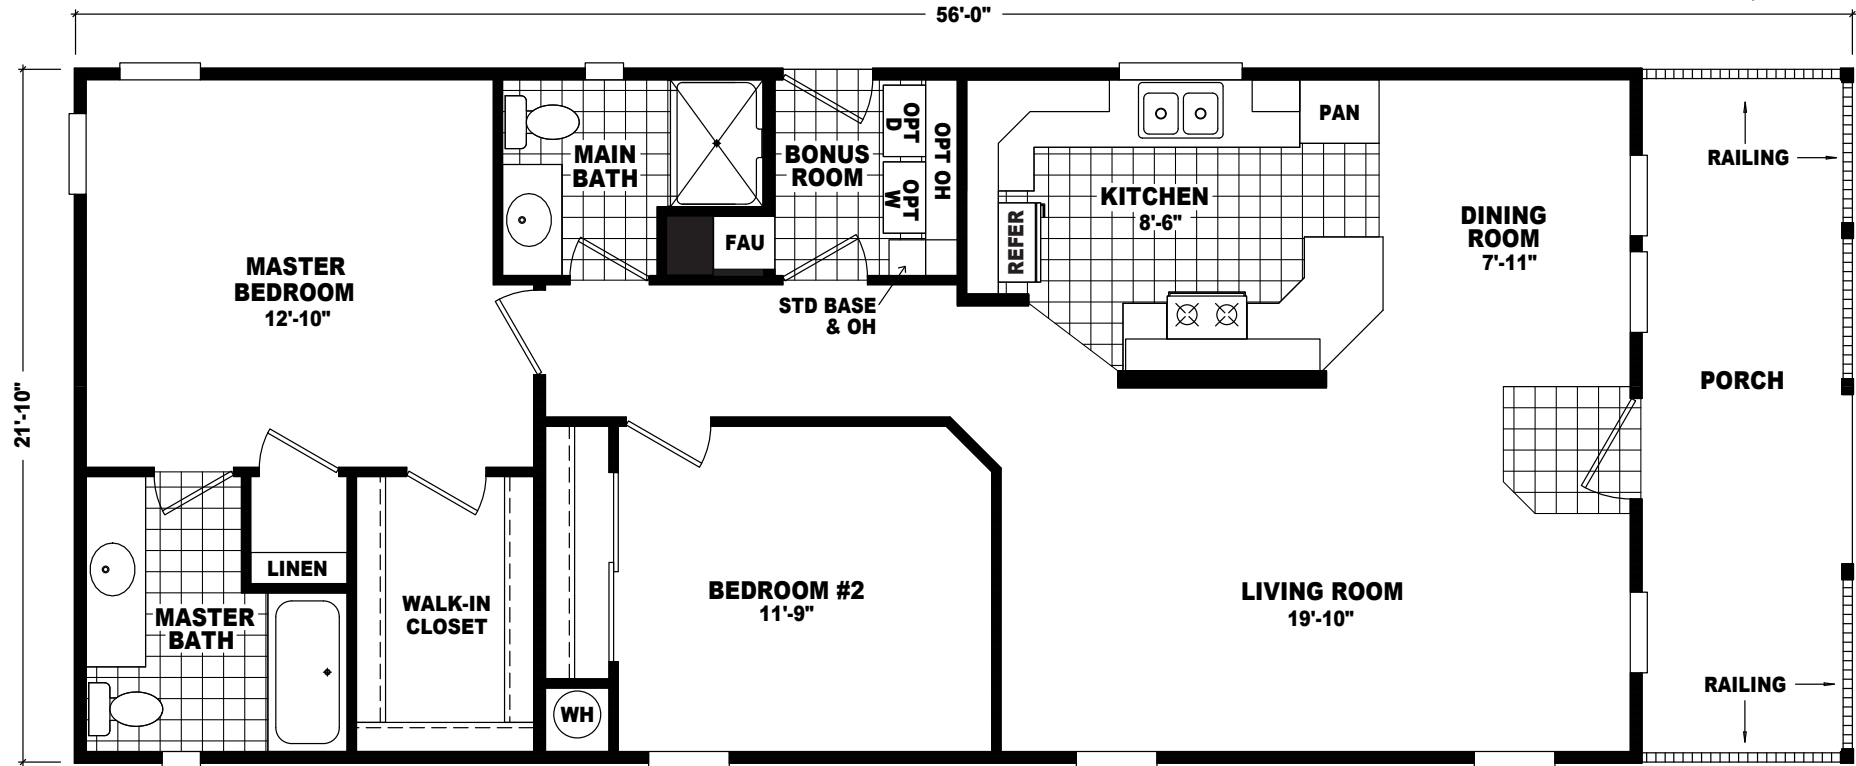 56'-0"
21'-10"
MASTER
BEDROOM
12'-10"
MAIN
BATH
FAU
BONUS
ROOM
OPT
D
OPT
W
OPT OH
STD BASE
& OH
KITCHEN
8'-6"
REFER
PAN
DINING
ROOM
7'-11"
RAILING
PORCH
RAILING
LINEN
MASTER
BATH
WALK-IN
CLOSET
WH
BEDROOM #2
11'-9"
LIVING ROOM
19'-10"